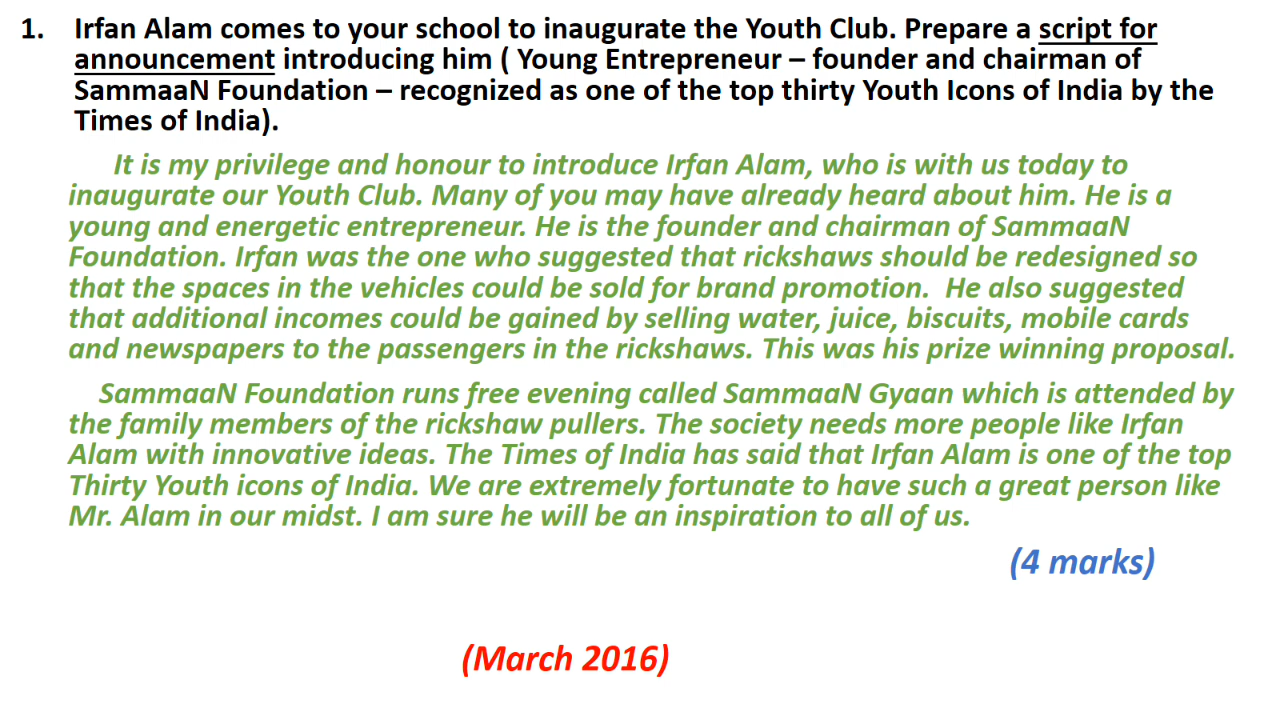 1. Irfan Alam comes to your school to inaugurate the Youth Club. Prepare a script for
announcement introducing him ( Young Entrepreneur – founder and chairman of
SammaaN Foundation – recognized as one of the top thirty Youth Icons of India by the
Times of India).
It is my privilege and honour to introduce Irfan Alam, who is with us today to
inaugurate our Youth Club. Many of you may have already heard about him. He is a
young and energetic entrepreneur. He is the founder and chairman of SammaaN
Foundation. Irfan was the one who suggested that rickshaws should be redesigned so
that the spaces in the vehicles could be sold for brand promotion.  He also suggested
that additional incomes could be gained by selling water, juice, biscuits, mobile cards
and newspapers to the passengers in the rickshaws. This was his prize winning proposal.
SammaaN Foundation runs free evening called SammaaN Gyaan which is attended by
the family members of the rickshaw pullers. The society needs more people like Irfan
Alam with innovative ideas. The Times of India has said that Irfan Alam is one of the top
Thirty Youth icons of India. We are extremely fortunate to have such a great person like
Mr. Alam in our midst. I am sure he will be an inspiration to all of us.
(4 marks)
(March 2016)